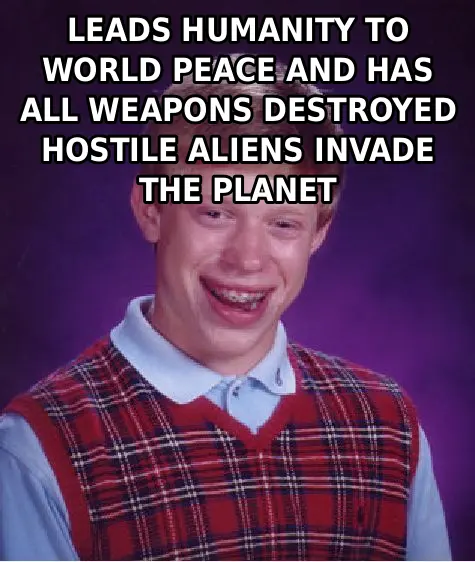 LEADS HUMANITY TO
WORLD PEACE AND HAS
ALL WEAPONS DESTROYED
HOSTILE ALIENS INVADE
THE PLANET